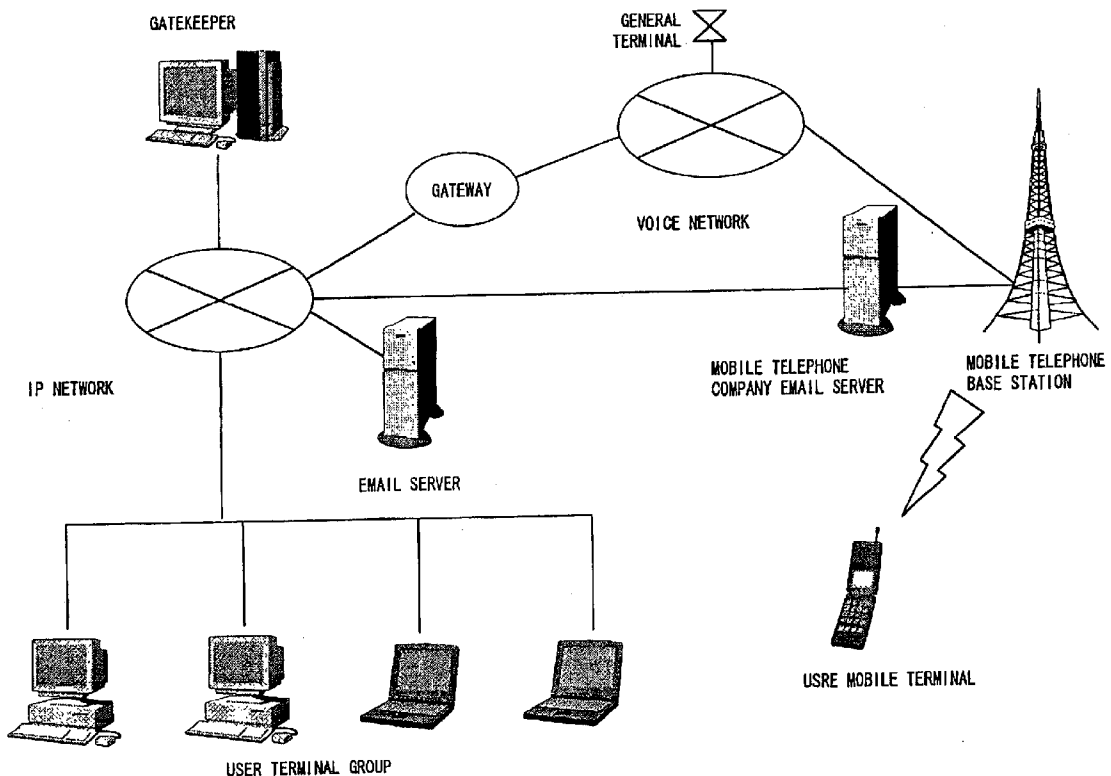 GATEKEEPER
GENERAL
TERMINAL
GATEWAY
VOICE NETWORK
IP NETWORK
MOBILE TELEPHONE
COMPANY EMAIL SERVER
MOBILE TELEPHONE
BASE STATION
EMAIL SERVER
USRE MOBILE TERMINAL
USER TERMINAL GROUP